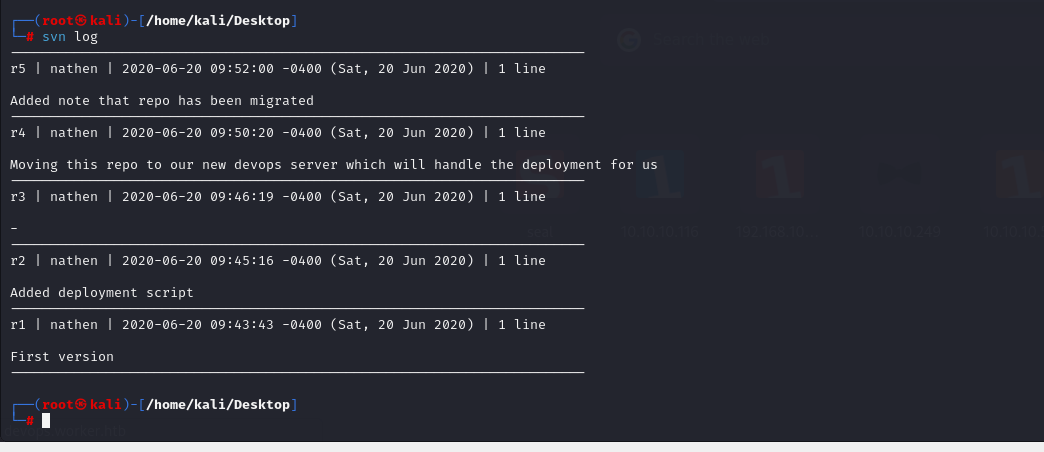 ┌──(root㉿kali)-[/home/kali/Desktop]
└─# svn log
------------------------------------------------------------------------
r5 | nathen | 2020-06-20 09:52:00 -0400 (Sat, 20 Jun 2020) | 1 line
Added note that repo has been migrated
------------------------------------------------------------------------
r4 | nathen | 2020-06-20 09:50:20 -0400 (Sat, 20 Jun 2020) | 1 line
Moving this repo to our new devops server which will handle the deployment for us
------------------------------------------------------------------------
r3 | nathen | 2020-06-20 09:46:19 -0400 (Sat, 20 Jun 2020) | 1 line
-
------------------------------------------------------------------------
r2 | nathen | 2020-06-20 09:45:16 -0400 (Sat, 20 Jun 2020) | 1 line
Added deployment script
------------------------------------------------------------------------
r1 | nathen | 2020-06-20 09:43:43 -0400 (Sat, 20 Jun 2020) | 1 line
First version
------------------------------------------------------------------------
┌──(root㉿kali)-[/home/kali/Desktop]
└─#